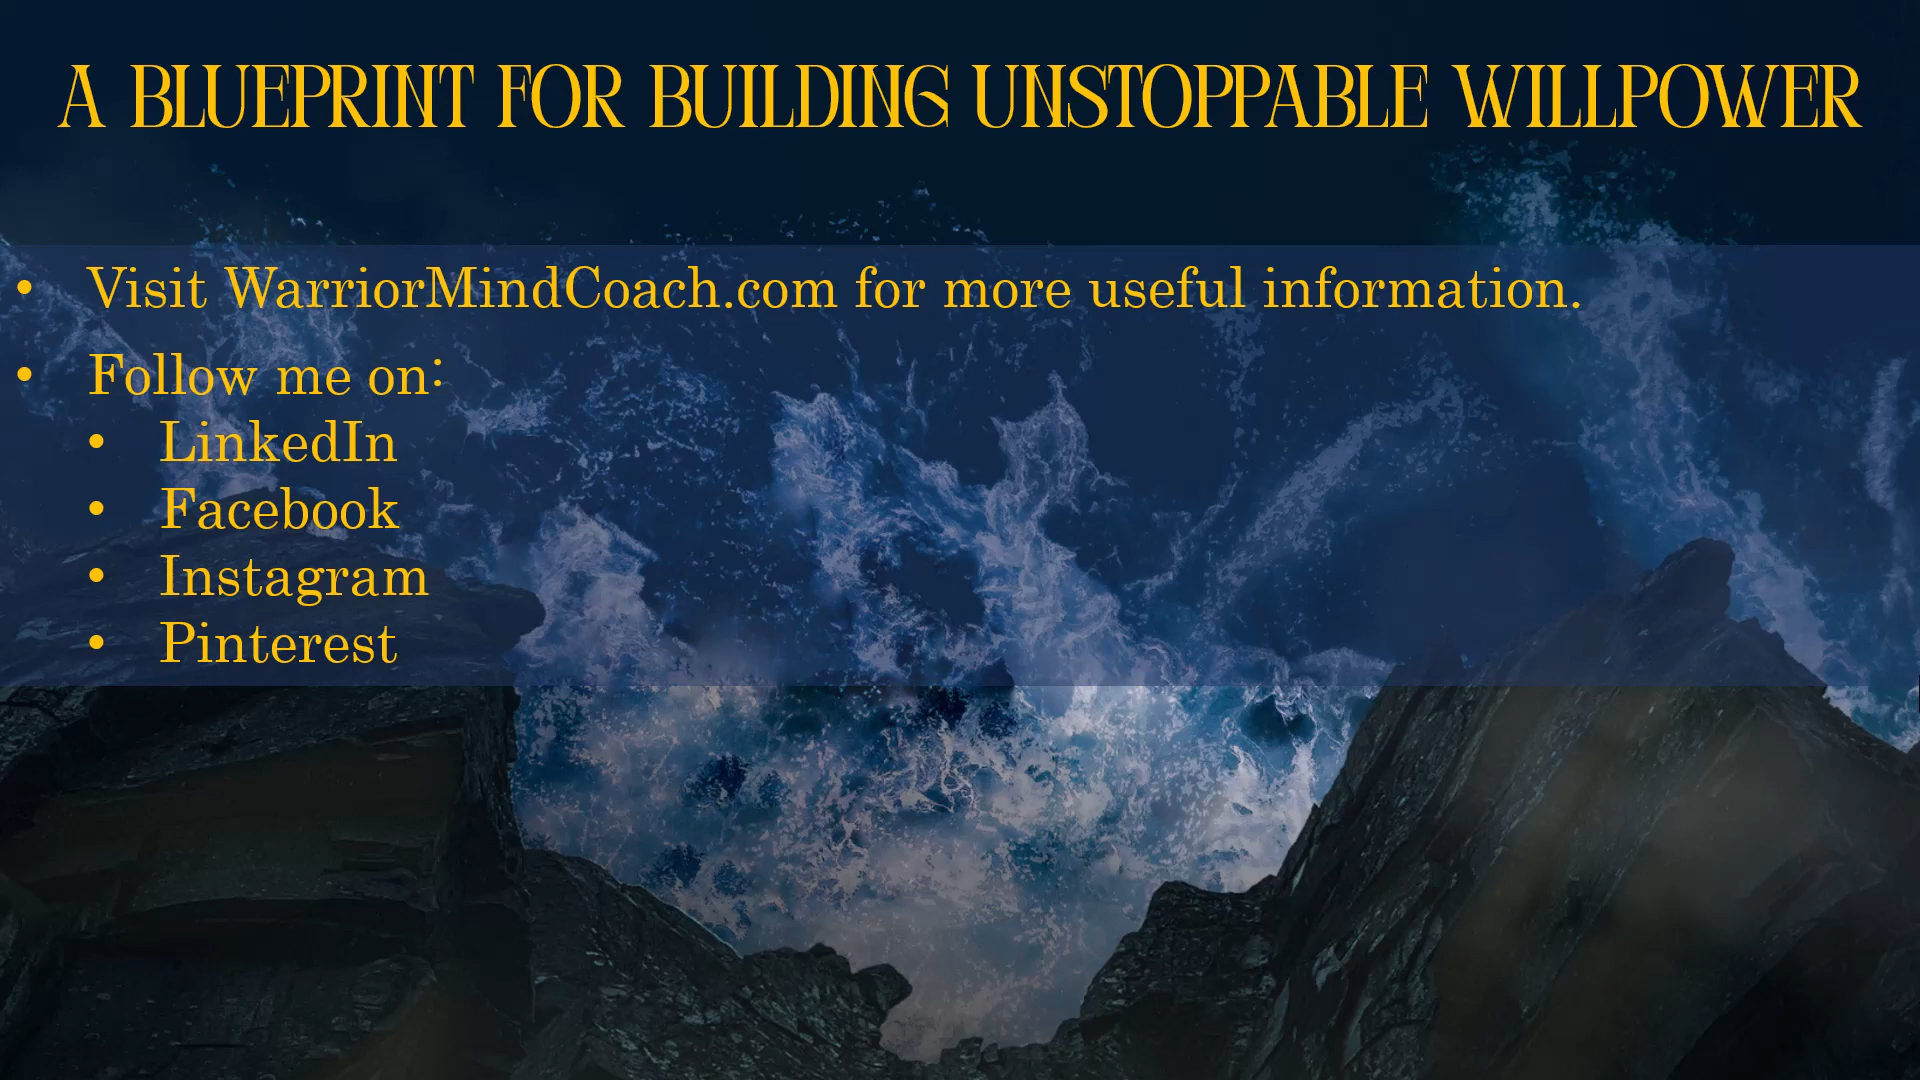 A BLUEPRINT FOR BUILDING UNSTOPPABLE WILLPOWER
• Visit WarriorMindCoach.com for more useful information.
• Follow me on:
• LinkedIn
• Facebook
• Instagram
• Pinterest